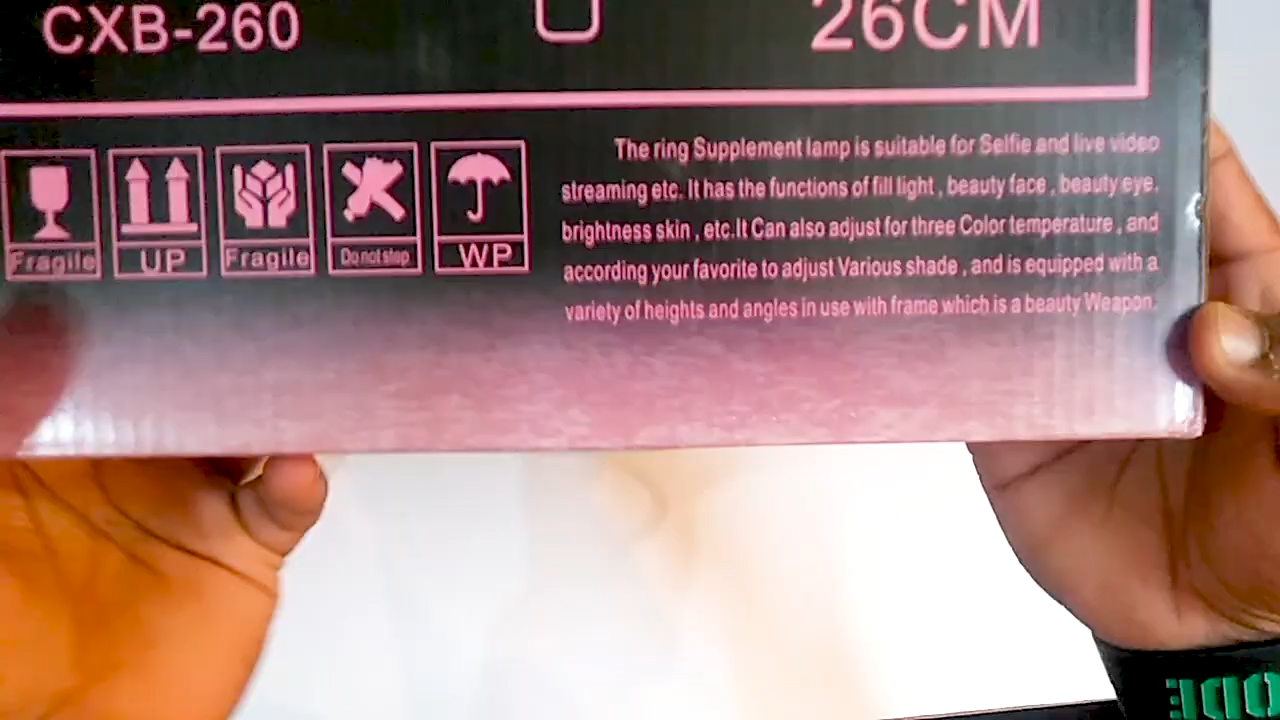 CXB-260
26CM
Fragile
UP
Fragile
Do not step
WP
The ring Supplement lamp is suitable for Selfie and live video
streaming etc. It has the functions of fill light , beauty face , beauty eye,
brightness skin , etc.It Can also adjust for three Color temperature , and
according your favorite to adjust Various shade , and is equipped with a
variety of heights and angles in use with frame which is a beauty Weapon.